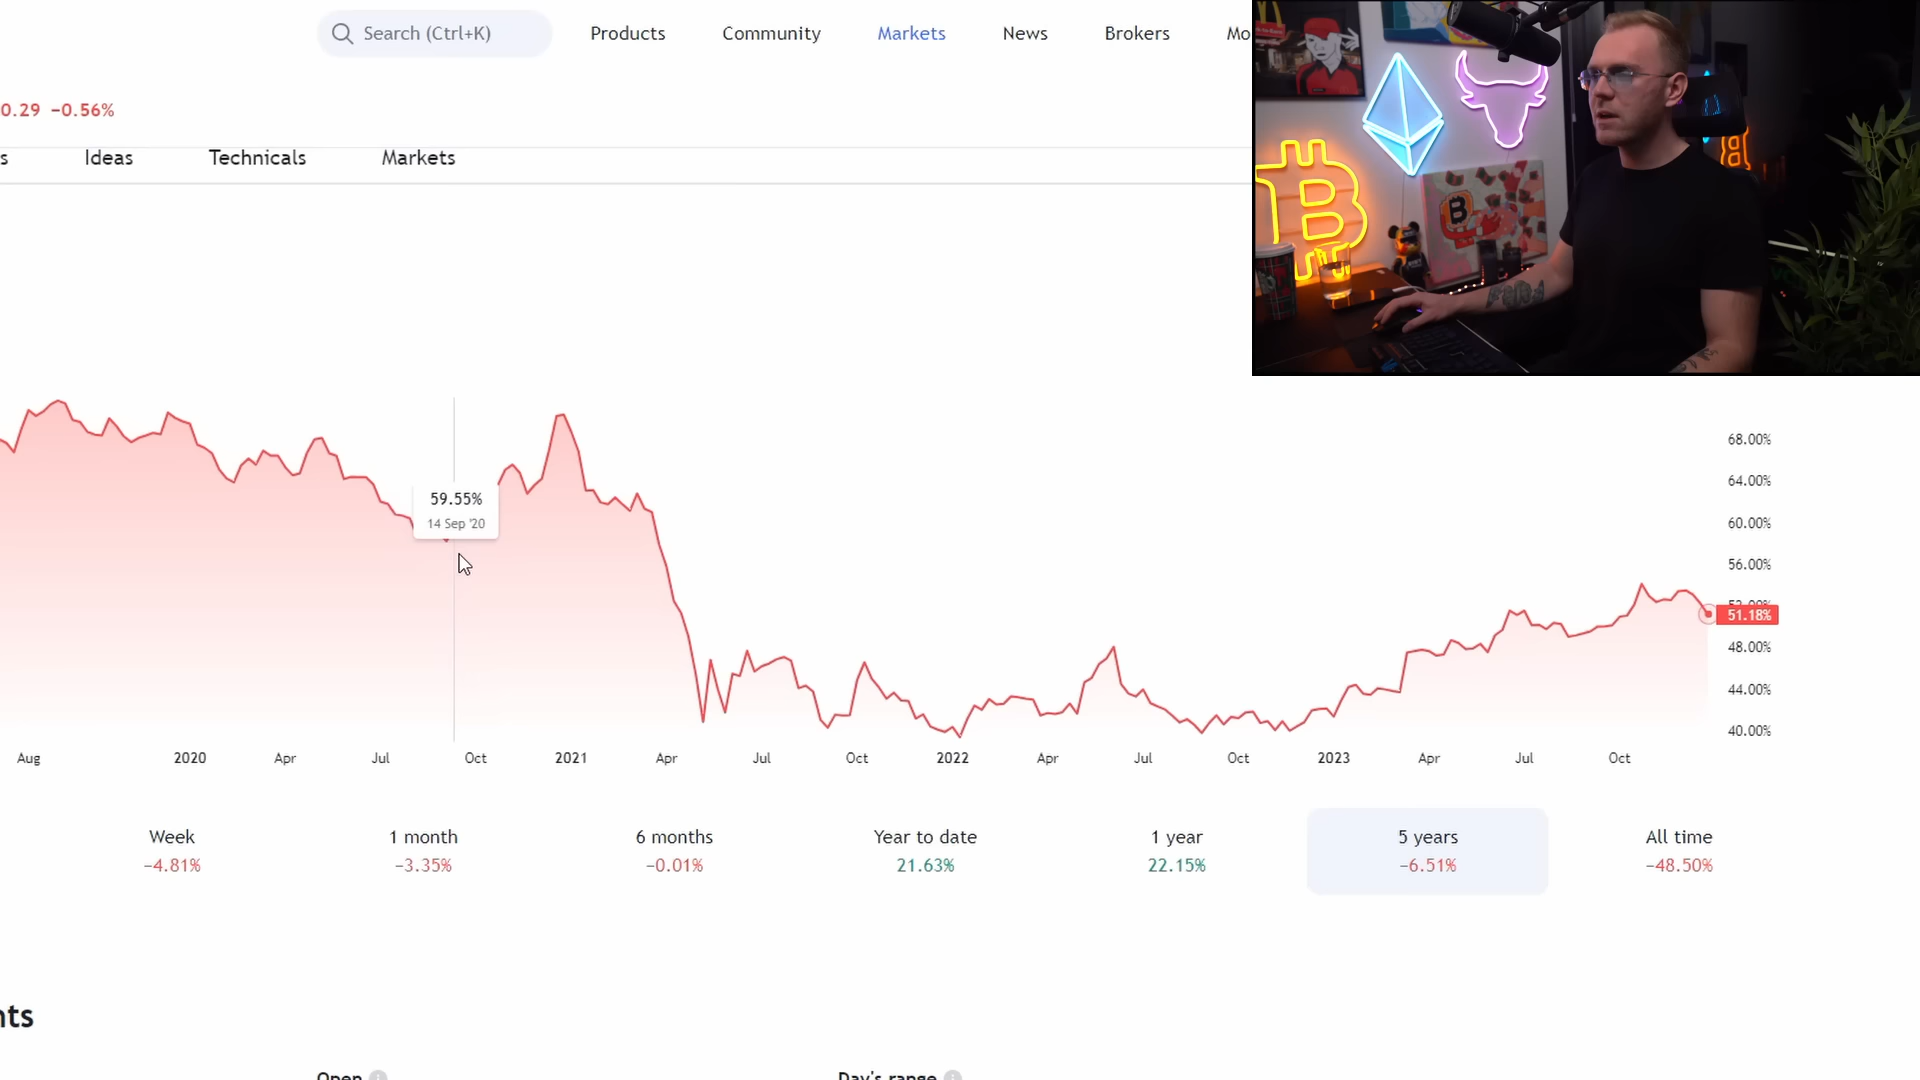 Search (Ctrl+K) Products Community Markets News Brokers Mo
0.29 −0.56%
s Ideas Technicals Markets
59.55%
14 Sep '20
68.00%
64.00%
60.00%
56.00%
51.18%
48.00%
44.00%
40.00%
Aug 2020 Apr Jul Oct 2021 Apr Jul Oct 2022 Apr Jul Oct 2023 Apr Jul Oct
Week 1 month 6 months Year to date 1 year 5 years All time
−4.81% −3.35% −0.01% 21.63% 22.15% −6.51% −48.50%
nts
Open Day's range